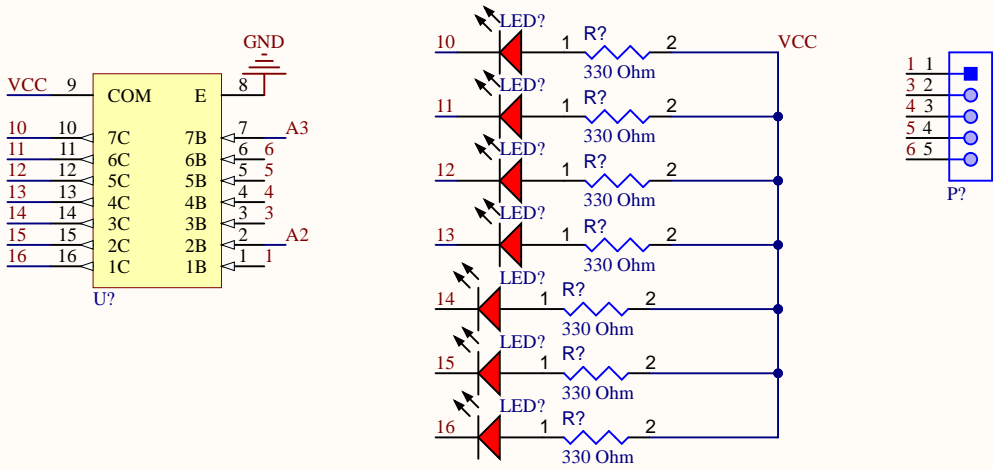 GND
VCC 9 COM E 8
10 10 7C 7B 7 A3
11 11 6C 6B 6 6
12 12 5C 5B 5 5
13 13 4C 4B 4 4
14 14 3C 3B 3 3
15 15 2C 2B 2 A2
16 16 1C 1B 1 1
U?
LED?
10 1 R? 2 VCC
330 Ohm
LED?
11 1 R? 2
330 Ohm
LED?
12 1 R? 2
330 Ohm
LED?
13 1 R? 2
330 Ohm
LED?
14 1 R? 2
330 Ohm
LED?
15 1 R? 2
330 Ohm
LED?
16 1 R? 2
330 Ohm
1 1
3 2
4 3
5 4
6 5
P?